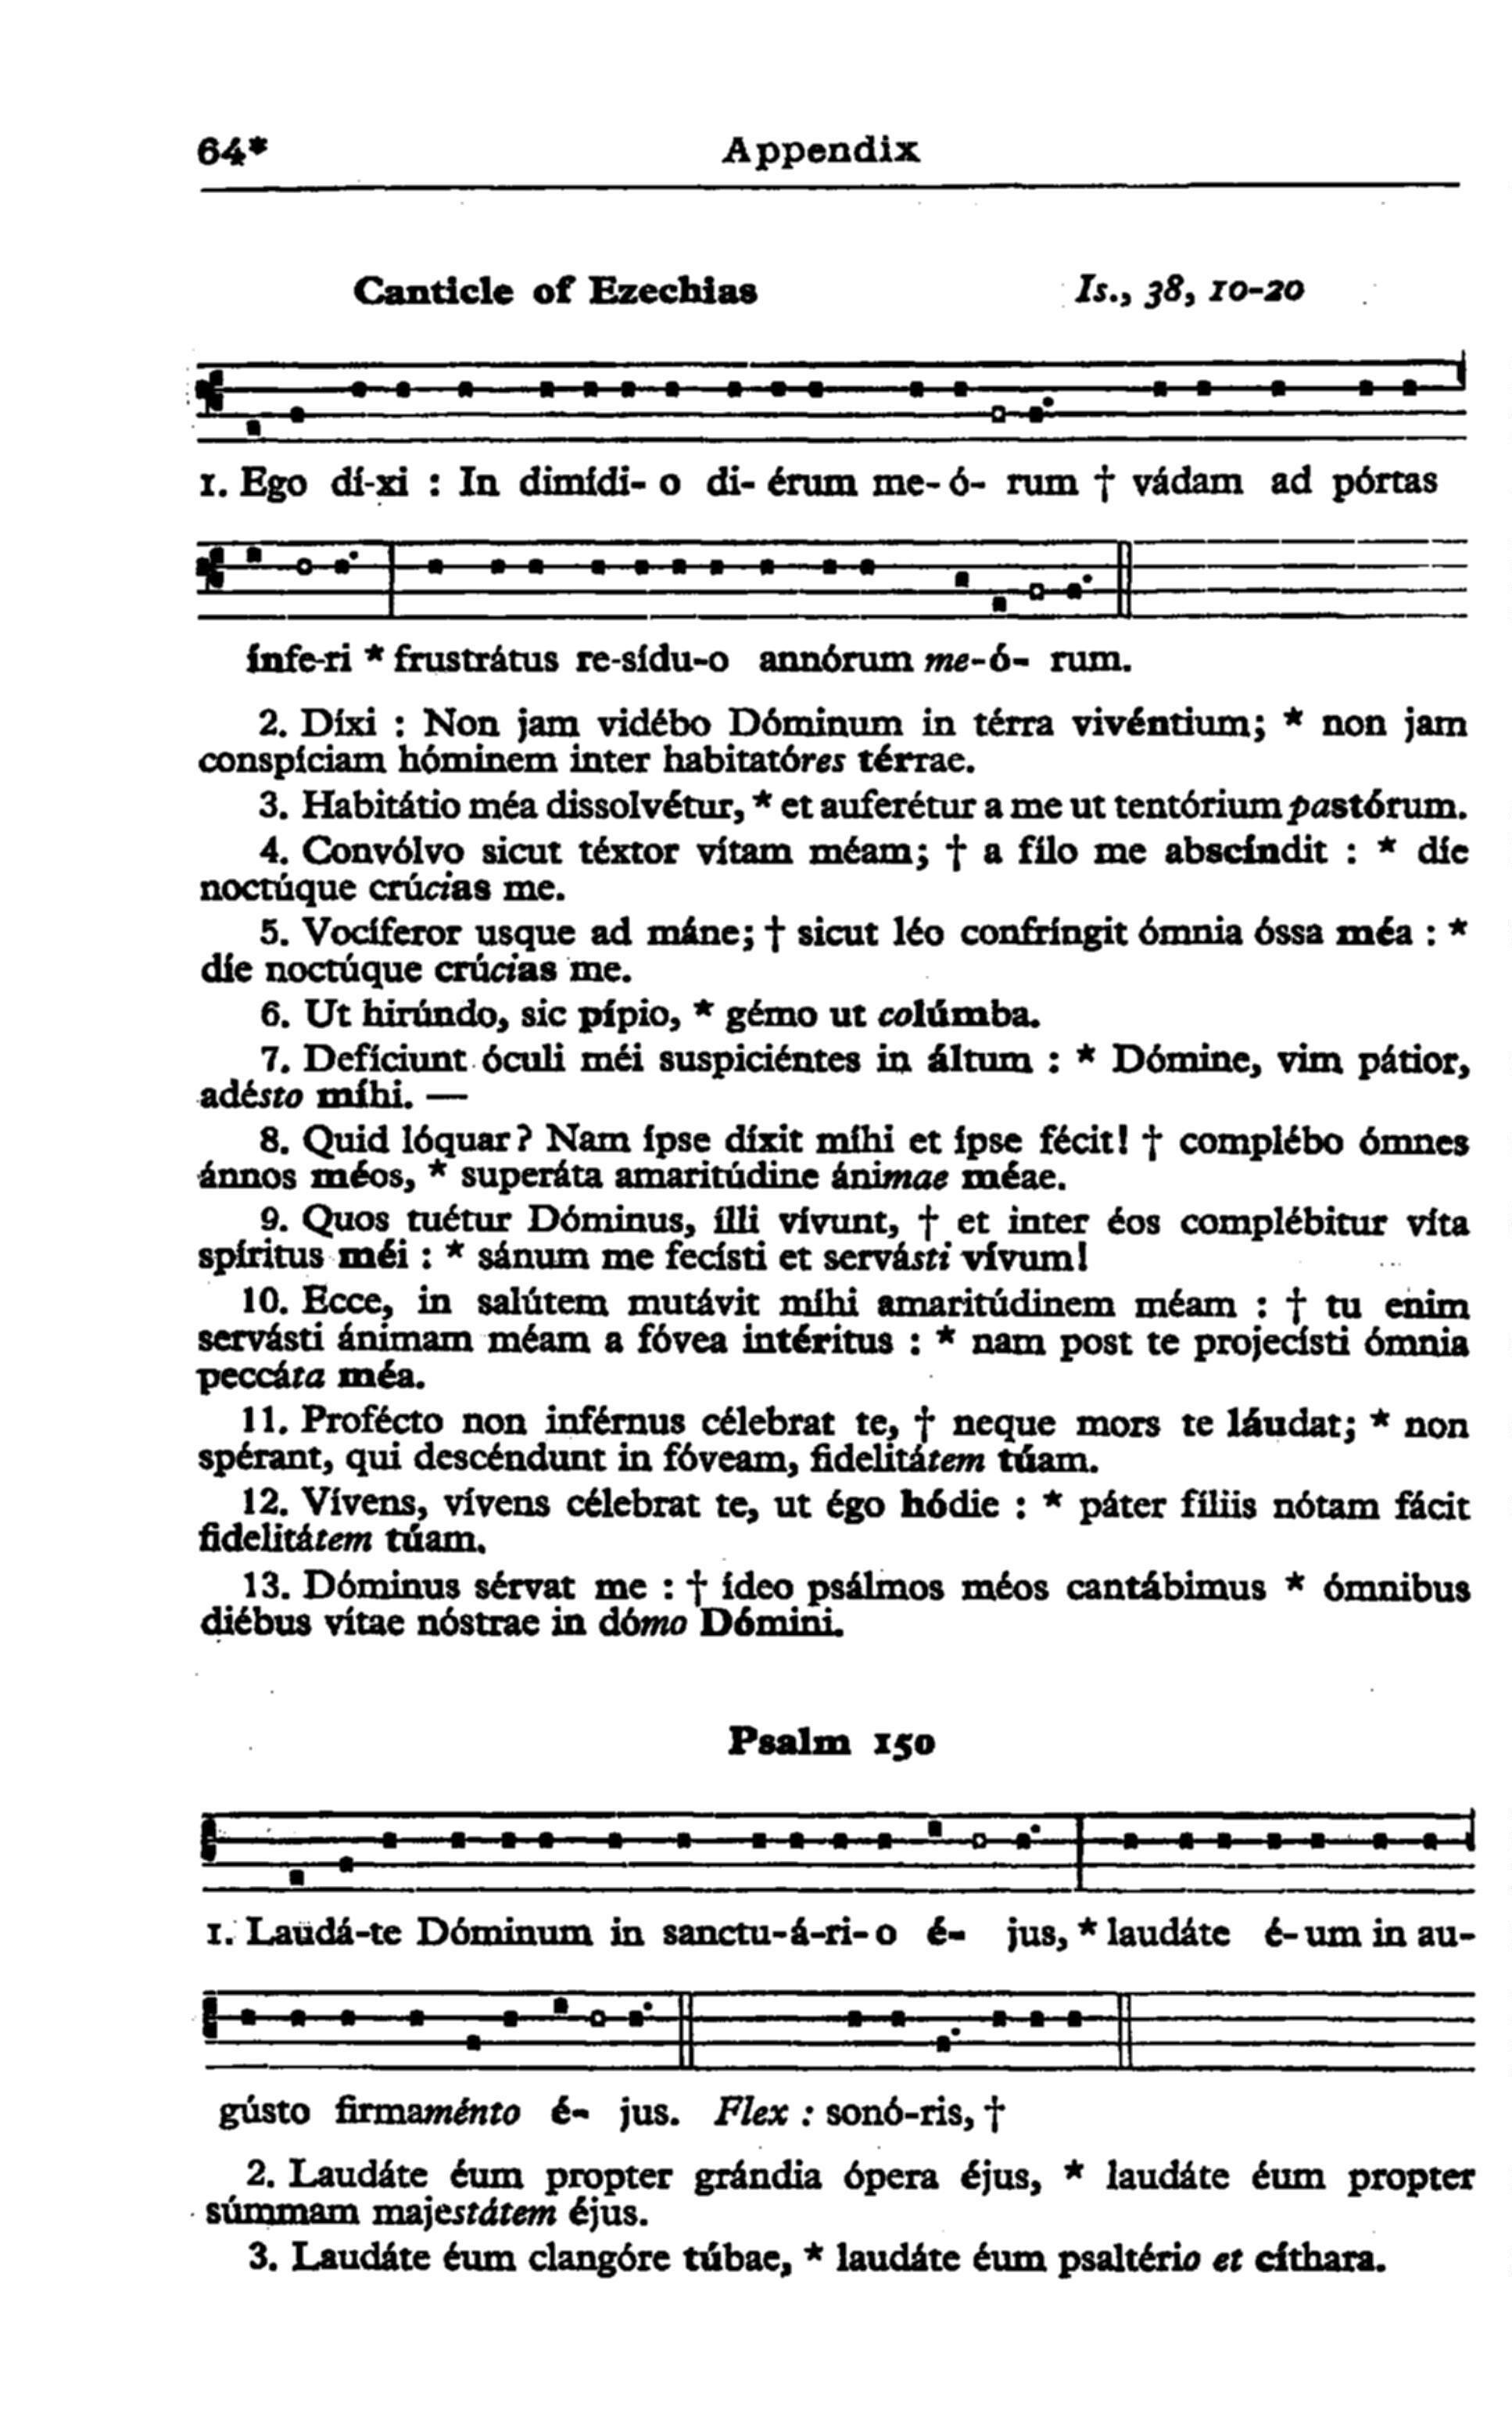 64* Appendix
Canticle of Ezechias Is., 38, 10-20
1. Ego dí-xi : In dimídi- o di- érum me- ó- rum † vádam ad pórtas
ínfe-ri * frustrátus re-sídu-o annórum me-ó- rum.
2. Díxi : Non jam vidébo Dóminum in térra vivéntium; * non jam
conspíciam hóminem inter habitatóres térrae.
3. Habitátio méa dissolvétur, * et auferétur a me ut tentórium pastórum.
4. Convólvo sicut téxtor vítam méam; † a fílo me abscíndit : * díe
noctúque crúcias me.
5. Vocíferor usque ad máne; † sicut léo confríngit ómnia óssa méa : *
díe noctúque crúcias me.
6. Ut hirúndo, sic pípio, * gémo ut colúmba.
7. Defíciunt óculi méi suspiciéntes in áltum : * Dómine, vim pátior,
adésto míhi. —
8. Quid lóquar? Nam ípse díxit míhi et ípse fécit! † complébo ómnes
ánnos méos, * superáta amaritúdine ánimae méae.
9. Quos tuétur Dóminus, ílli vívunt, † et inter éos complébitur víta
spíritus méi : * sánum me fecísti et servásti vívum!
10. Ecce, in salútem mutávit míhi amaritúdinem méam : † tu enim
servásti ánimam méam a fóvea intéritus : * nam post te projecísti ómnia
peccáta méa.
11. Profécto non inférnus célebrat te, † neque mors te láudat; * non
spérant, qui descéndunt in fóveam, fidelitátem túam.
12. Vívens, vívens célebrat te, ut égo hódie : * páter fíliis nótam fácit
fidelitátem túam.
13. Dóminus sérvat me : † ídeo psálmos méos cantábimus * ómnibus
diébus vítae nóstrae in dómo Dómini.
Psalm 150
1. Laudá-te Dóminum in sanctu-á-ri- o é- jus, * laudáte é- um in au-
gústo firmaménto é- jus. Flex : sonó-ris, †
2. Laudáte éum propter grándia ópera éjus, * laudáte éum propter
súmmam majestátem éjus.
3. Laudáte éum clangóre túbae, * laudáte éum psaltério et cíthara.